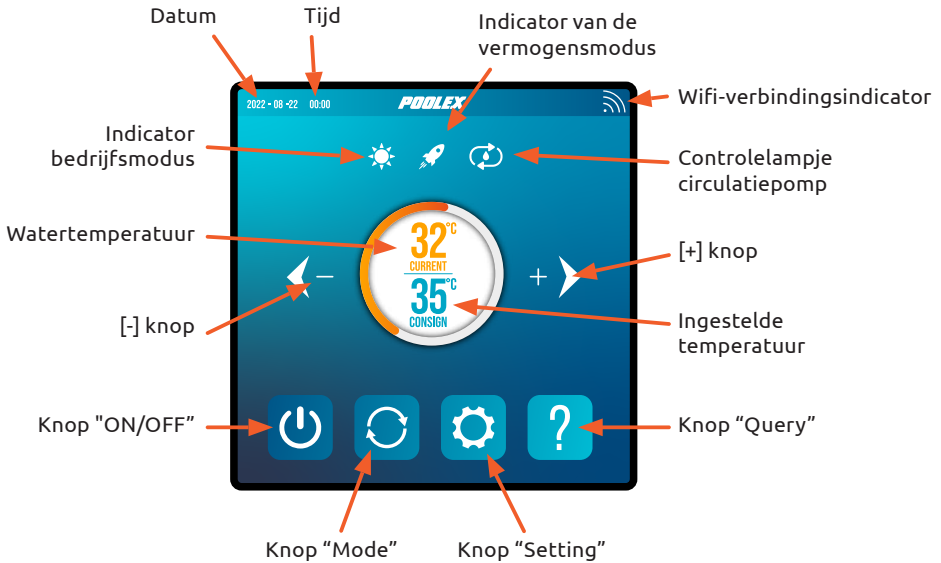 Datum
Tijd
Indicator van de
vermogensmodus
2022 - 08 -22 00:00
POOLEX
Wifi-verbindingsindicator
Indicator
bedrijfsmodus
Controlelampje
circulatiepomp
Watertemperatuur
32°C
CURRENT
35°C
CONSIGN
−
+
[+] knop
[-] knop
Ingestelde
temperatuur
Knop "ON/OFF”
?
Knop “Query”
Knop “Mode”
Knop “Setting”